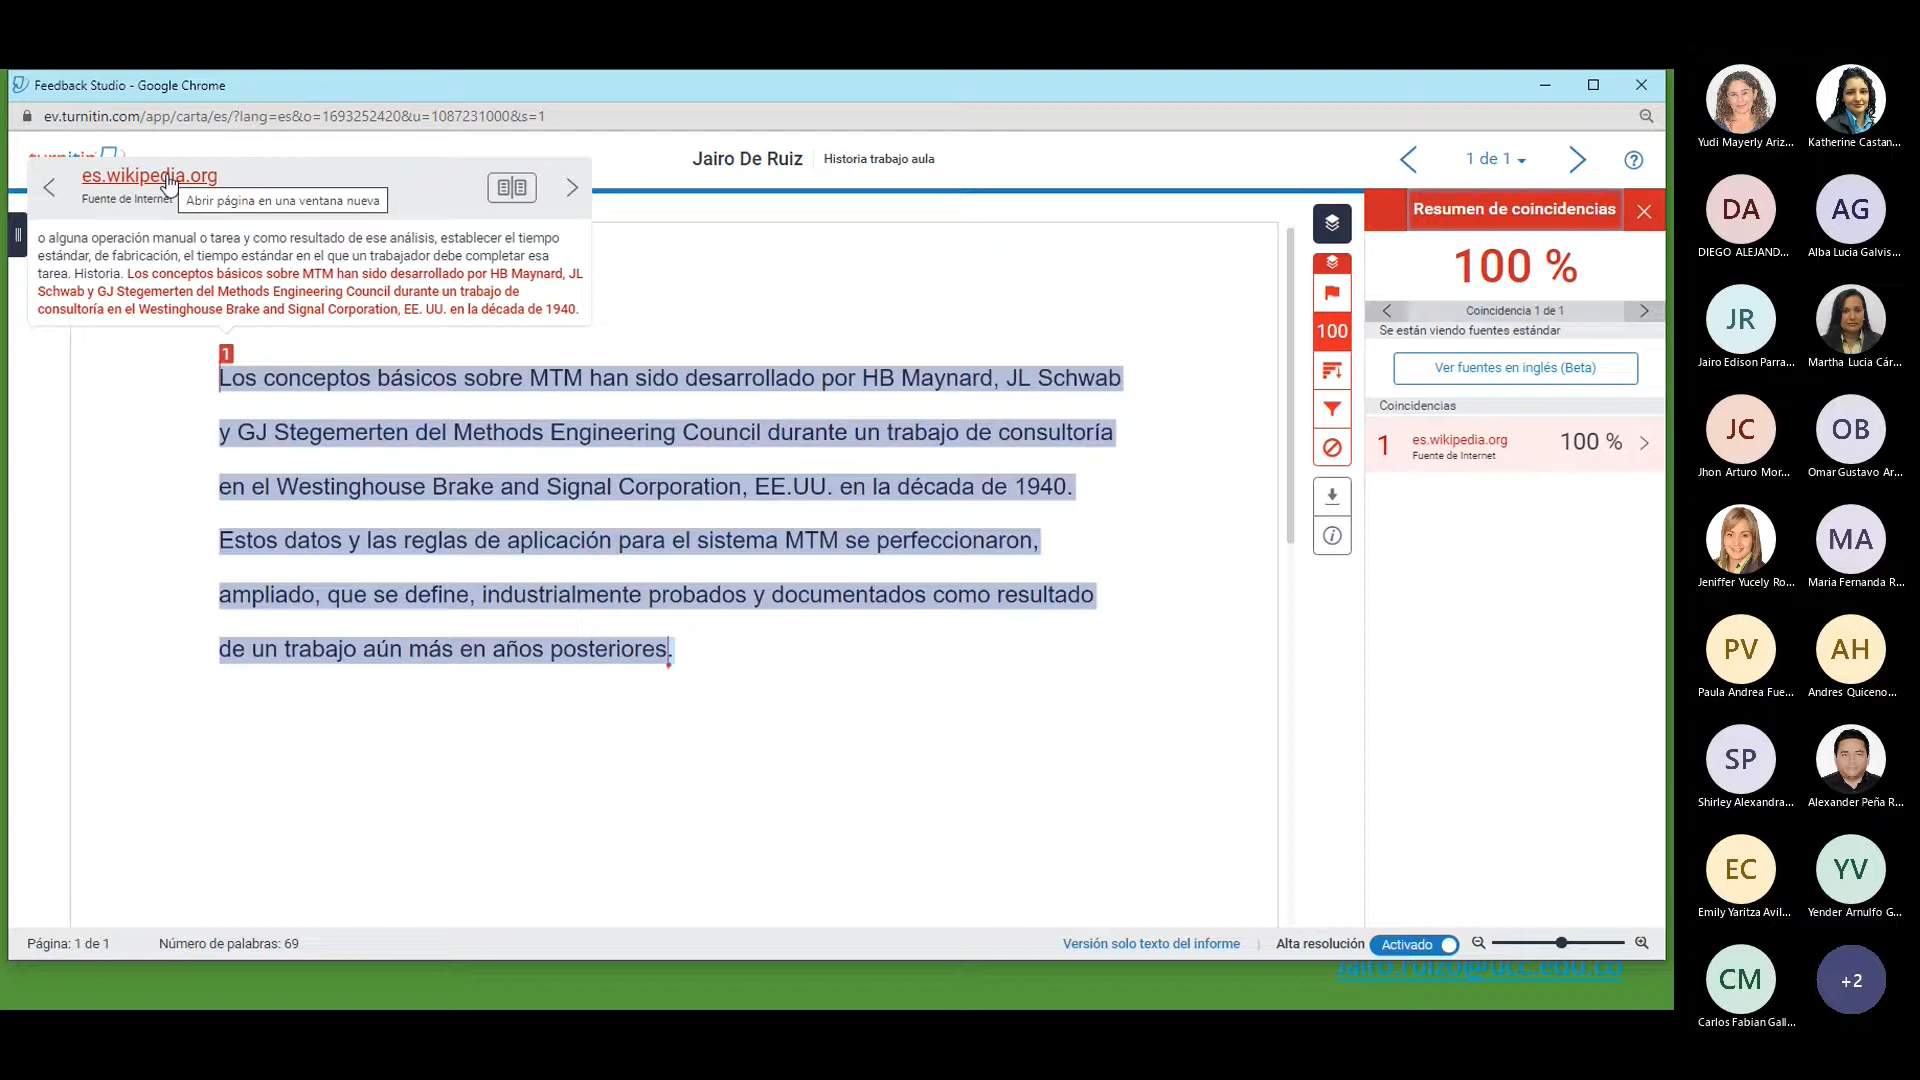 Feedback Studio - Google Chrome
ev.turnitin.com/app/carta/es/?lang=es&o=1693252420&u=1087231000&s=1
Jairo De Ruiz
Historia trabajo aula
1 de 1
es.wikipedia.org
Fuente de Internet
Abrir página en una ventana nueva
o alguna operación manual o tarea y como resultado de ese análisis, establecer el tiempo
estándar, de fabricación, el tiempo estándar en el que un trabajador debe completar esa
tarea. Historia. Los conceptos básicos sobre MTM han sido desarrollado por HB Maynard, JL
Schwab y GJ Stegemerten del Methods Engineering Council durante un trabajo de
consultoría en el Westinghouse Brake and Signal Corporation, EE. UU. en la década de 1940.
1
Los conceptos básicos sobre MTM han sido desarrollado por HB Maynard, JL Schwab
y GJ Stegemerten del Methods Engineering Council durante un trabajo de consultoría
en el Westinghouse Brake and Signal Corporation, EE.UU. en la década de 1940.
Estos datos y las reglas de aplicación para el sistema MTM se perfeccionaron,
ampliado, que se define, industrialmente probados y documentados como resultado
de un trabajo aún más en años posteriores.
100
Resumen de coincidencias
100 %
Coincidencia 1 de 1
Se están viendo fuentes estándar
Ver fuentes en inglés (Beta)
Coincidencias
1
es.wikipedia.org
Fuente de Internet
100 %
Página: 1 de 1
Número de palabras: 69
Versión solo texto del informe
Alta resolución
Activado
Jairo.ruizo@ucc.edu.co
Yudi Mayerly Ariz...
Katherine Castan...
DA
DIEGO ALEJAND...
AG
Alba Lucia Galvis...
JR
Jairo Edison Parra...
Martha Lucia Cár...
JC
Jhon Arturo Mor...
OB
Omar Gustavo Ar...
Jeniffer Yucely Ro...
MA
Maria Fernanda R...
PV
Paula Andrea Fue...
AH
Andres Quiceno...
SP
Shirley Alexandra...
Alexander Peña R...
EC
Emily Yaritza Avil...
YV
Yender Arnulfo G...
CM
Carlos Fabian Gall...
+2